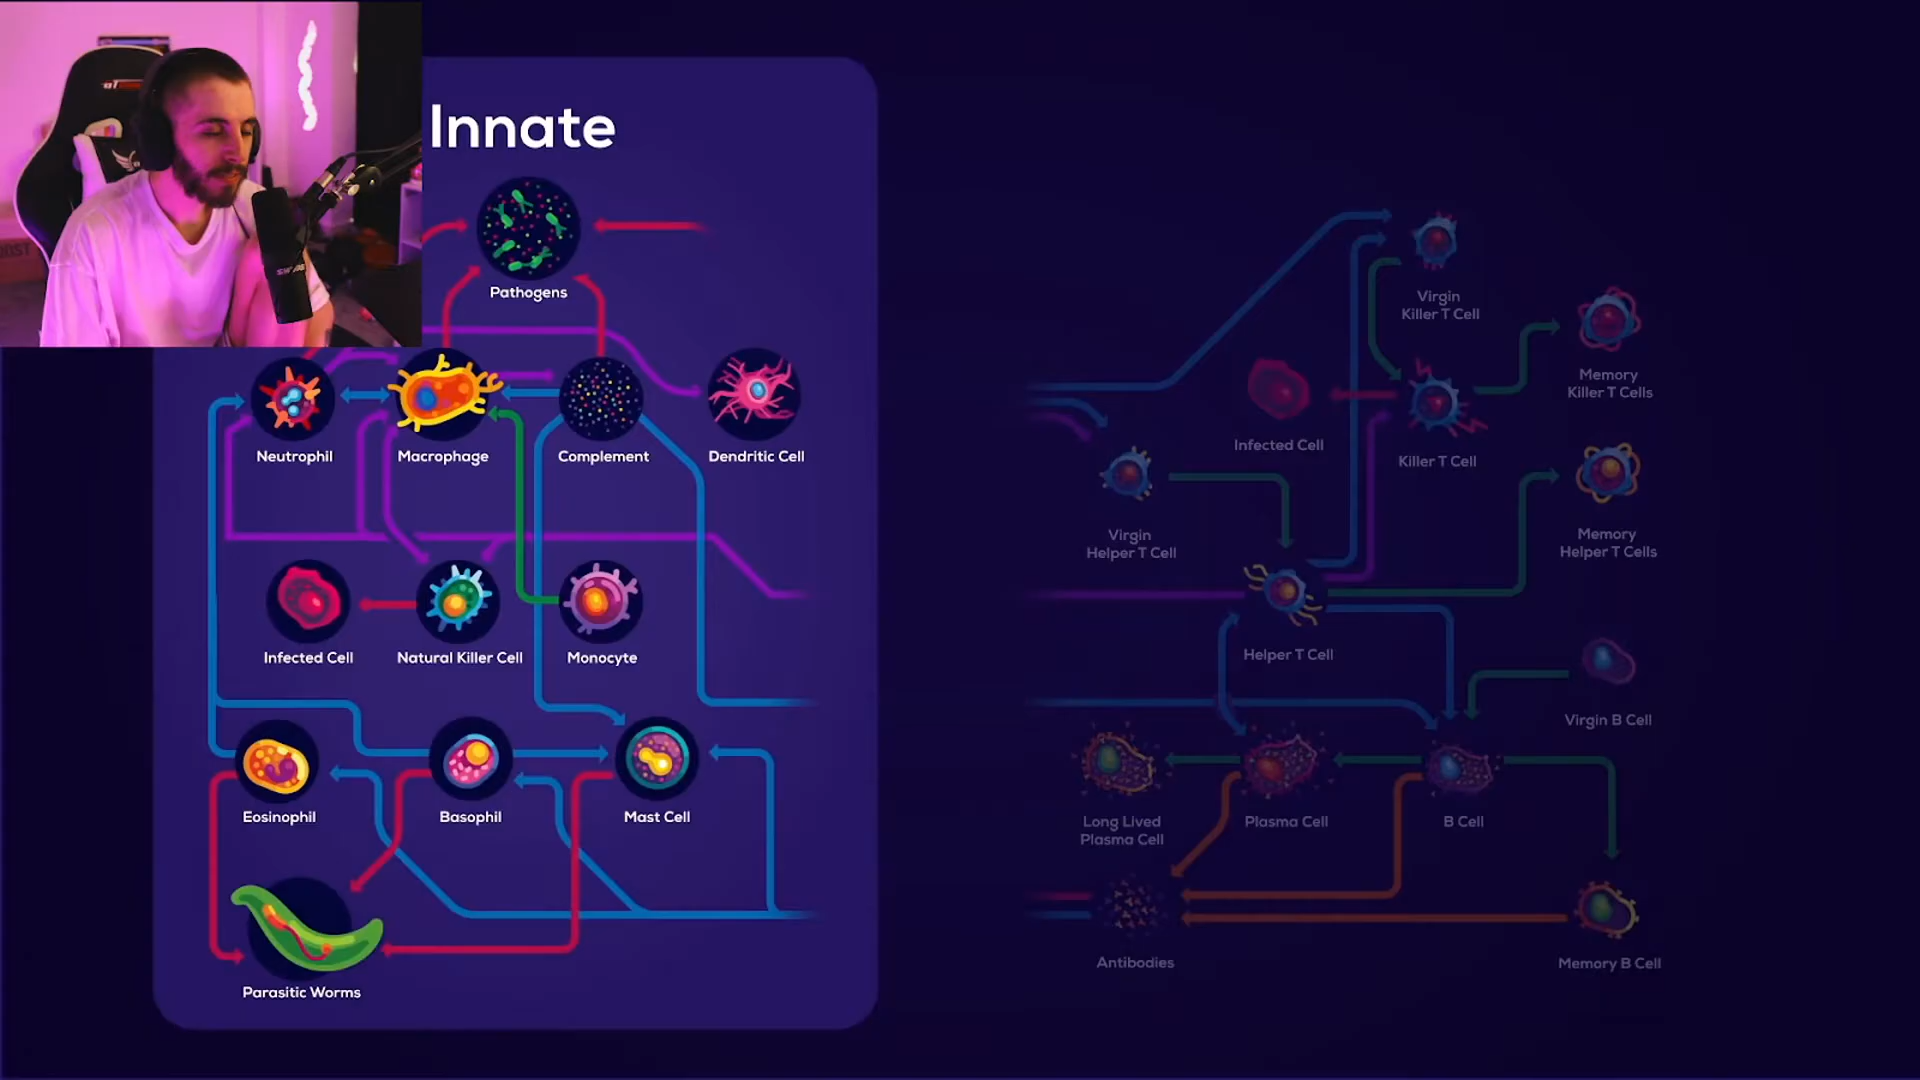 Innate
Pathogens
Neutrophil
Macrophage
Complement
Dendritic Cell
Infected Cell
Natural Killer Cell
Monocyte
Eosinophil
Basophil
Mast Cell
Parasitic Worms
Virgin
Killer T Cell
Memory
Killer T Cells
Infected Cell
Killer T Cell
Virgin
Helper T Cell
Memory
Helper T Cells
Helper T Cell
Virgin B Cell
Long Lived
Plasma Cell
Plasma Cell
B Cell
Antibodies
Memory B Cell